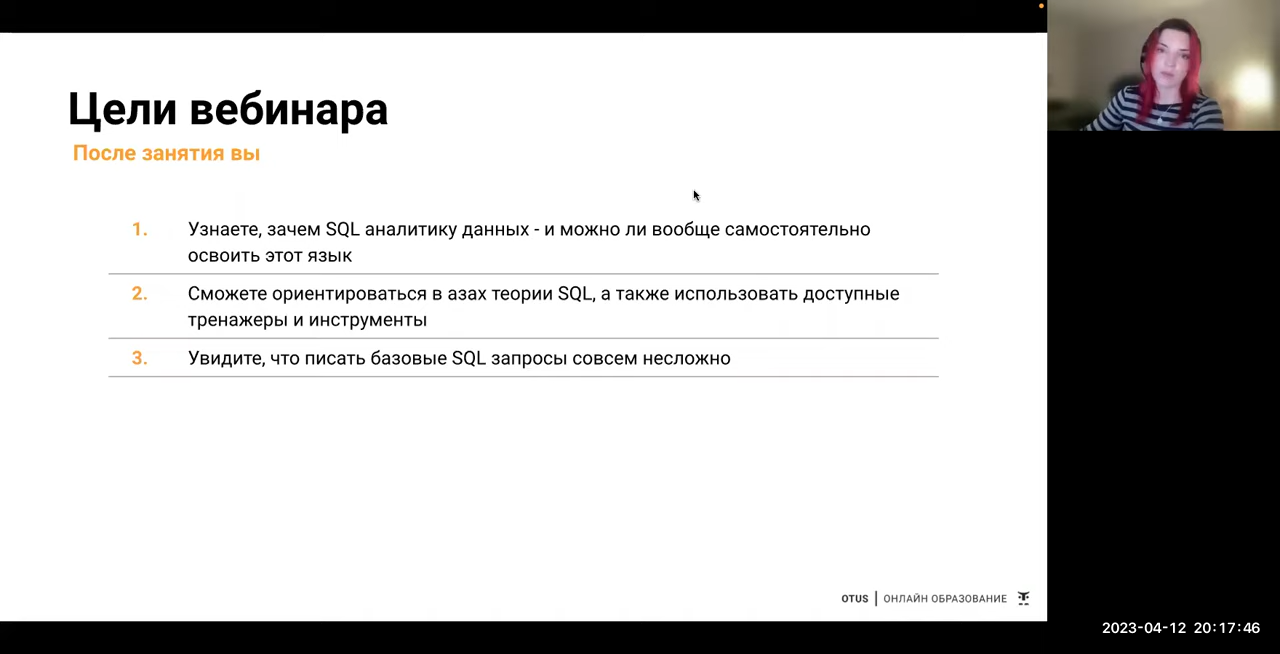 Цели вебинара
После занятия вы
1. Узнаете, зачем SQL аналитику данных - и можно ли вообще самостоятельно
освоить этот язык
2. Сможете ориентироваться в азах теории SQL, а также использовать доступные
тренажеры и инструменты
3. Увидите, что писать базовые SQL запросы совсем несложно
OTUS | ОНЛАЙН ОБРАЗОВАНИЕ
2023-04-12 20:17:46